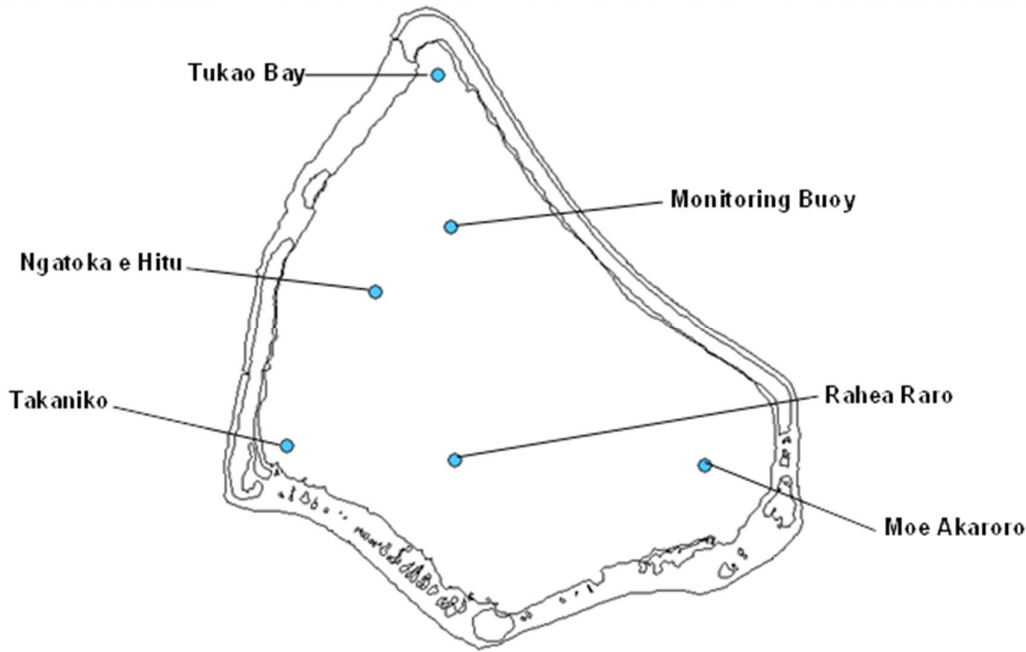 Tukao Bay
Monitoring Buoy
Ngatoka e Hitu
Takaniko
Rahea Raro
Moe Akaroro